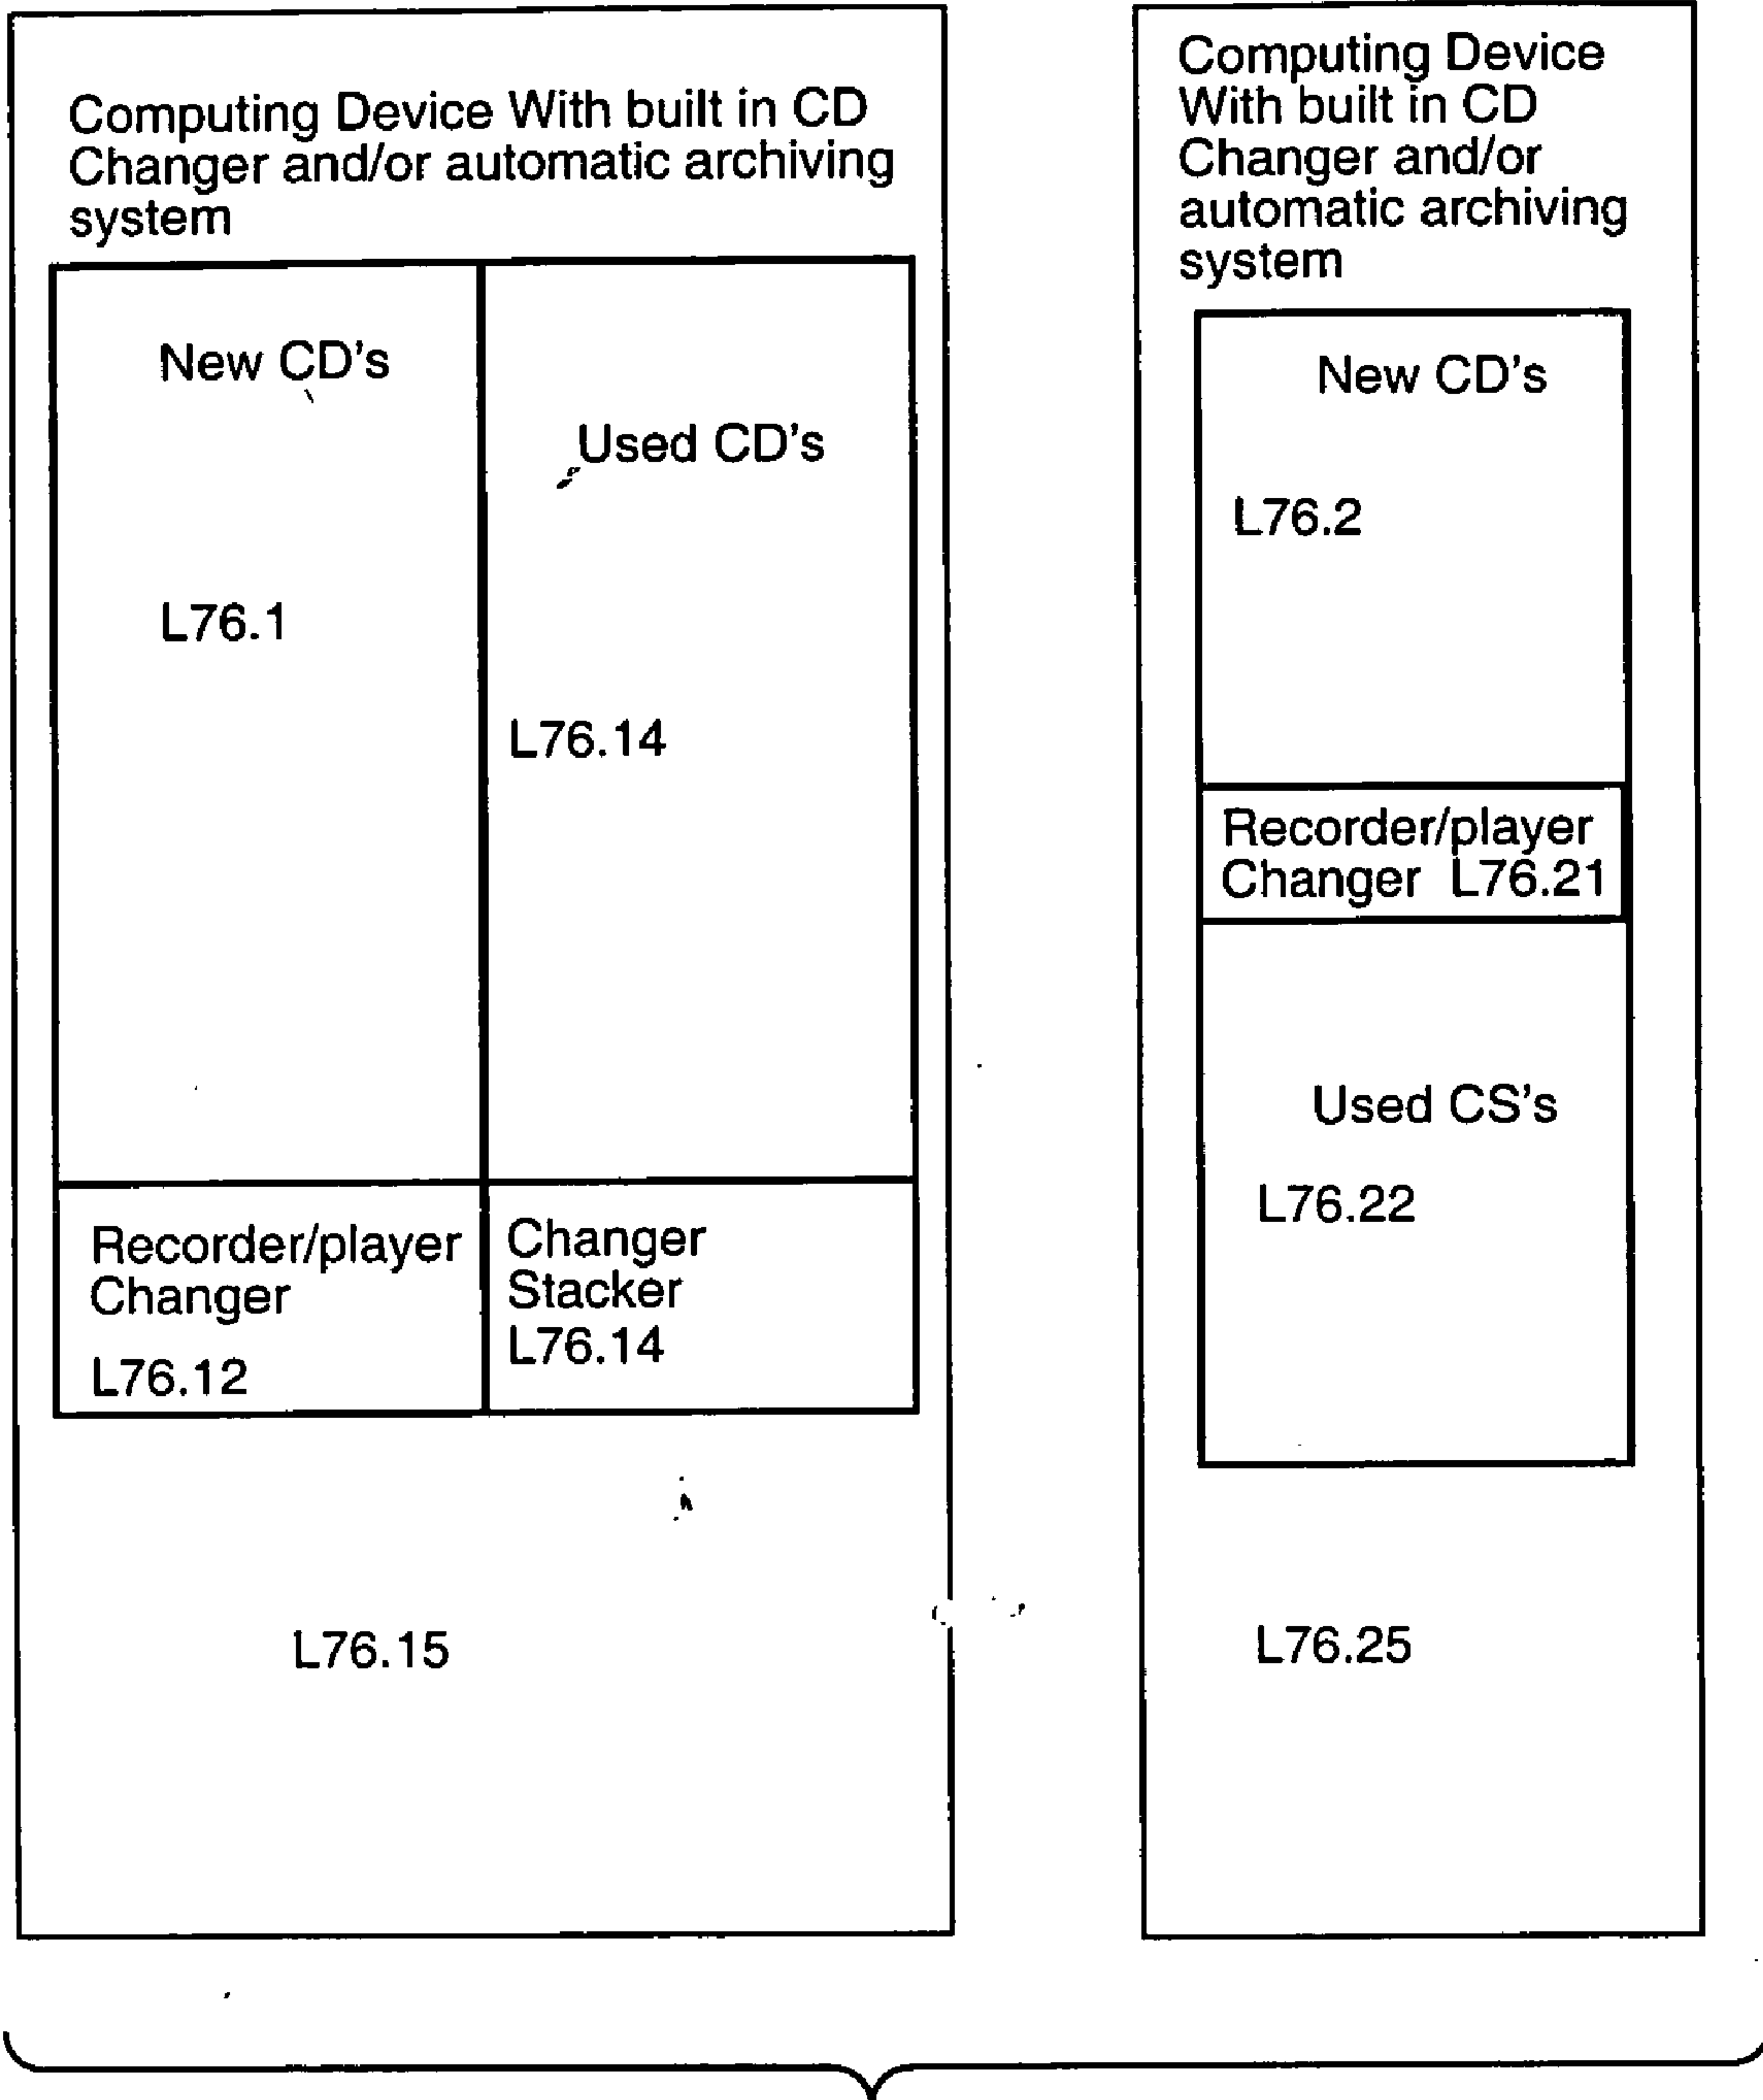 Computing Device With built in CD
Changer and/or automatic archiving
system
New CD's
Used CD's
L76.1
L76.14
Recorder/player
Changer
L76.12
Changer
Stacker
L76.14
L76.15
Computing Device
With built in CD
Changer and/or
automatic archiving
system
New CD's
L76.2
Recorder/player
Changer L76.21
Used CS's
L76.22
L76.25